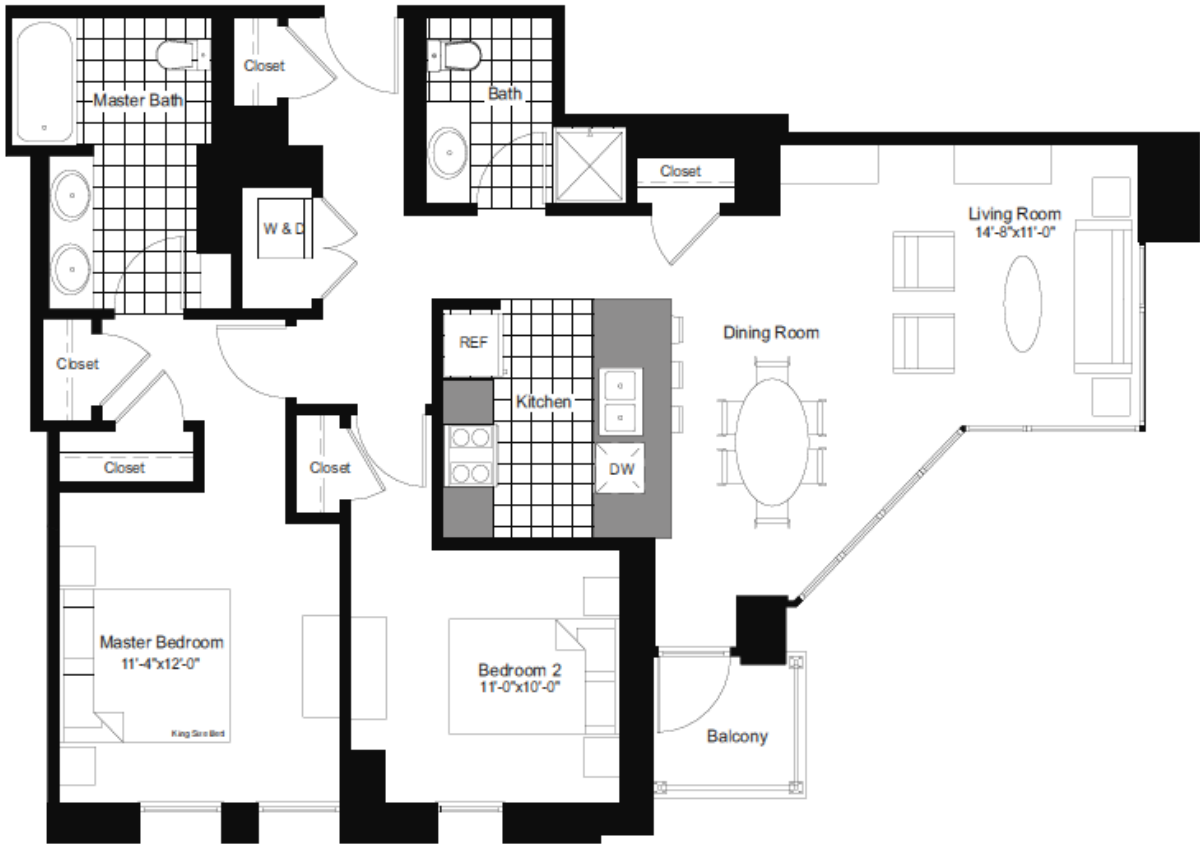 Closet
Master Bath
Bath
Closet
W & D
Living Room
14'-8"x11'-0"
Dining Room
REF
Closet
Kitchen
Closet
Closet
DW
Master Bedroom
11'-4"x12'-0"
King Size Bed
Bedroom 2
11'-0"x10'-0"
Balcony